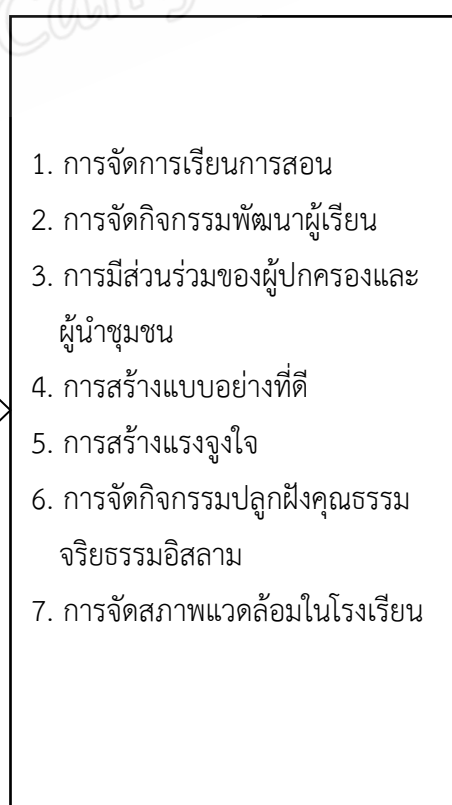 1. การจัดการเรียนการสอน
2. การจัดกิจกรรมพัฒนาผู้เรียน
3. การมีส่วนร่วมของผู้ปกครองและ
ผู้นำชุมชน
4. การสร้างแบบอย่างที่ดี
5. การสร้างแรงจูงใจ
6. การจัดกิจกรรมปลูกฝังคุณธรรม
จริยธรรมอิสลาม
7. การจัดสภาพแวดล้อมในโรงเรียน